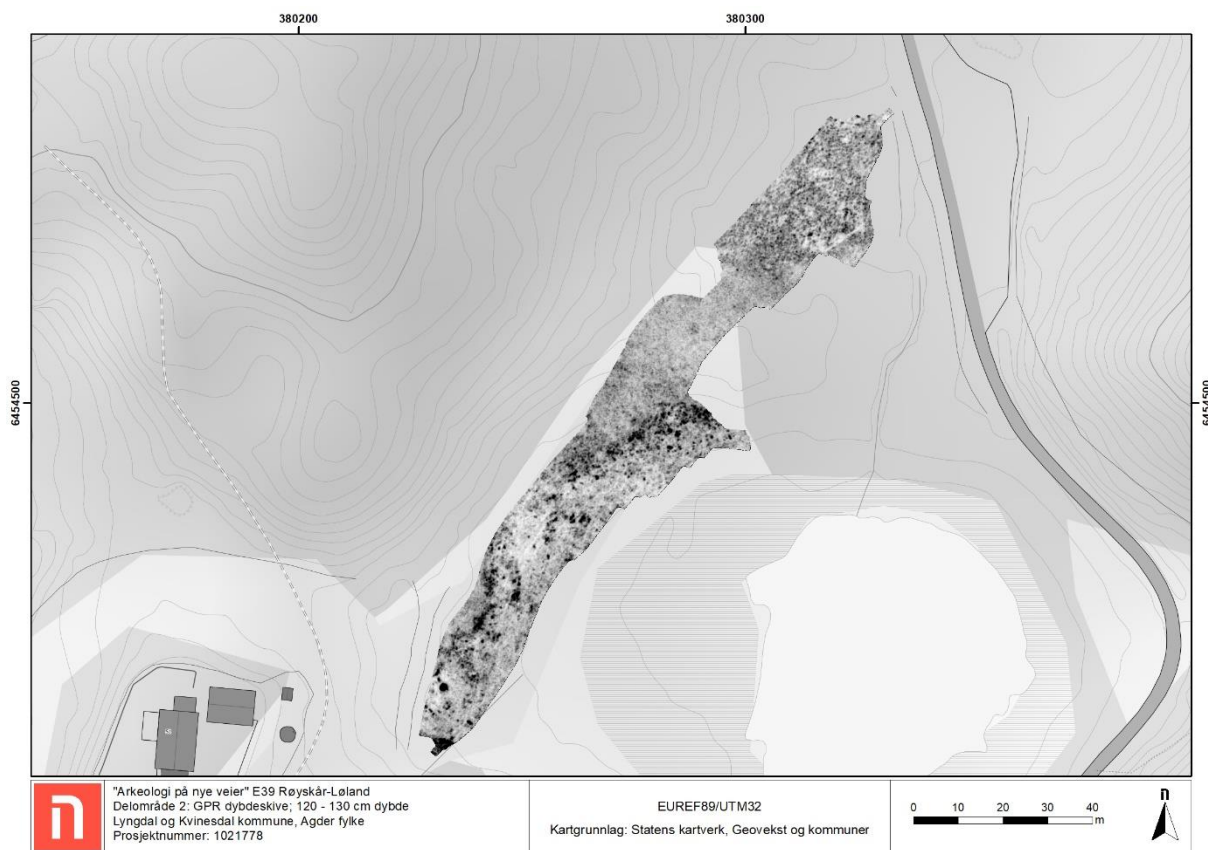 380200
380300
6454500
6454500
"Arkeologi på nye veier" E39 Røyskår-Løland
Delområde 2: GPR dybdeskive; 120 - 130 cm dybde
Lyngdal og Kvinesdal kommune, Agder fylke
Prosjektnummer: 1021778
EUREF89/UTM32
Kartgrunnlag: Statens kartverk, Geovekst og kommuner
0 10 20 30 40
m
n